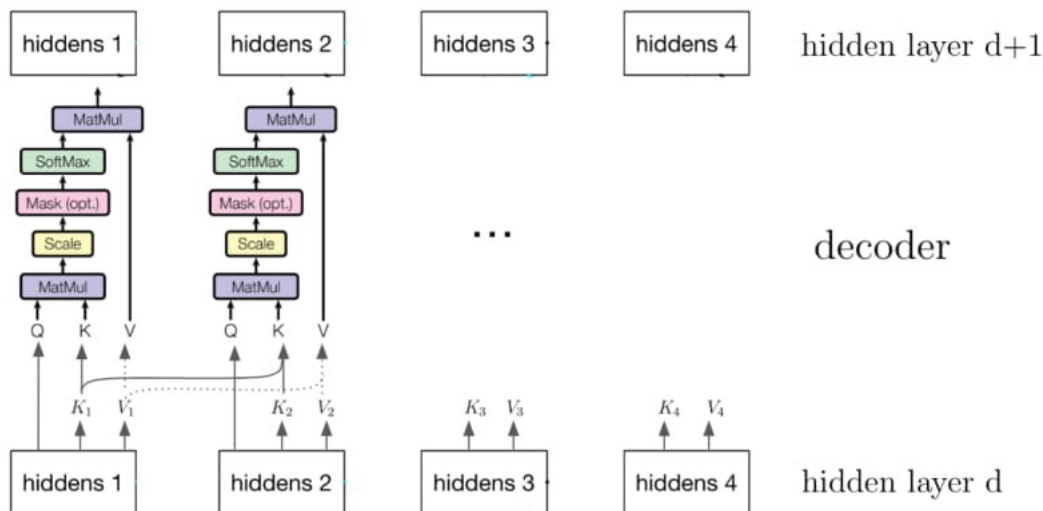 hiddens 1 hiddens 2 hiddens 3 hiddens 4 hidden layer d+1
MatMul MatMul
SoftMax SoftMax
Mask (opt.) Mask (opt.)
... decoder
Scale Scale
MatMul MatMul
Q K V Q K V
K₁ V₁ K₂ V₂ K₃ V₃ K₄ V₄
hiddens 1 hiddens 2 hiddens 3 hiddens 4 hidden layer d